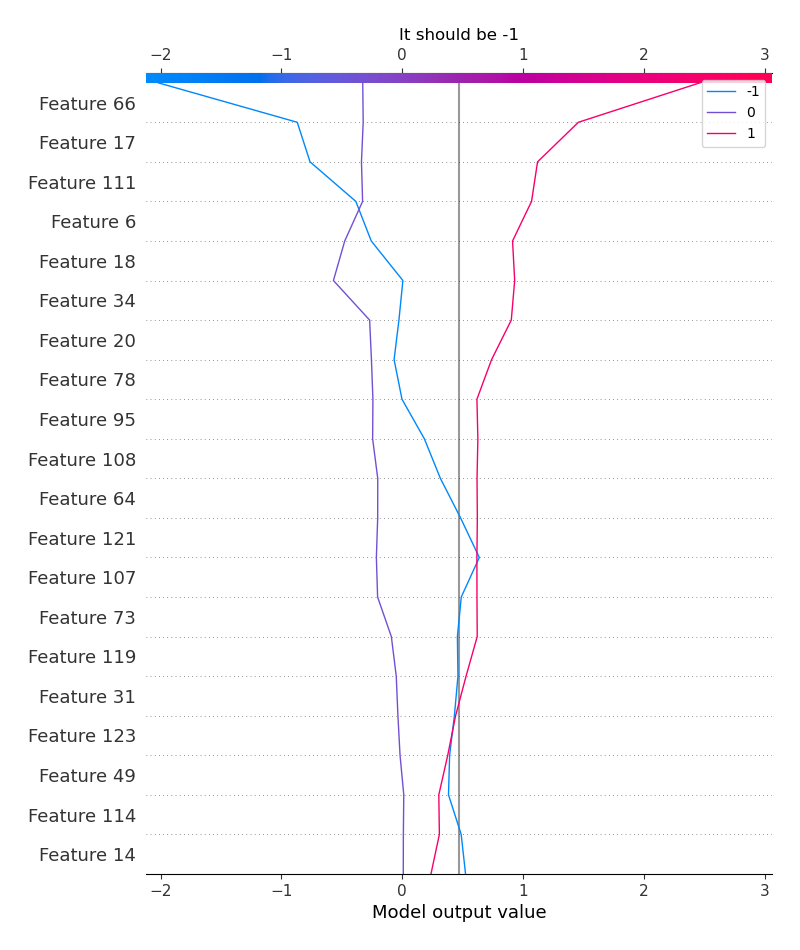 It should be -1
−2 −1 0 1 2 3
-1
0
1
Feature 66
Feature 17
Feature 111
Feature 6
Feature 18
Feature 34
Feature 20
Feature 78
Feature 95
Feature 108
Feature 64
Feature 121
Feature 107
Feature 73
Feature 119
Feature 31
Feature 123
Feature 49
Feature 114
Feature 14
−2 −1 0 1 2 3
Model output value